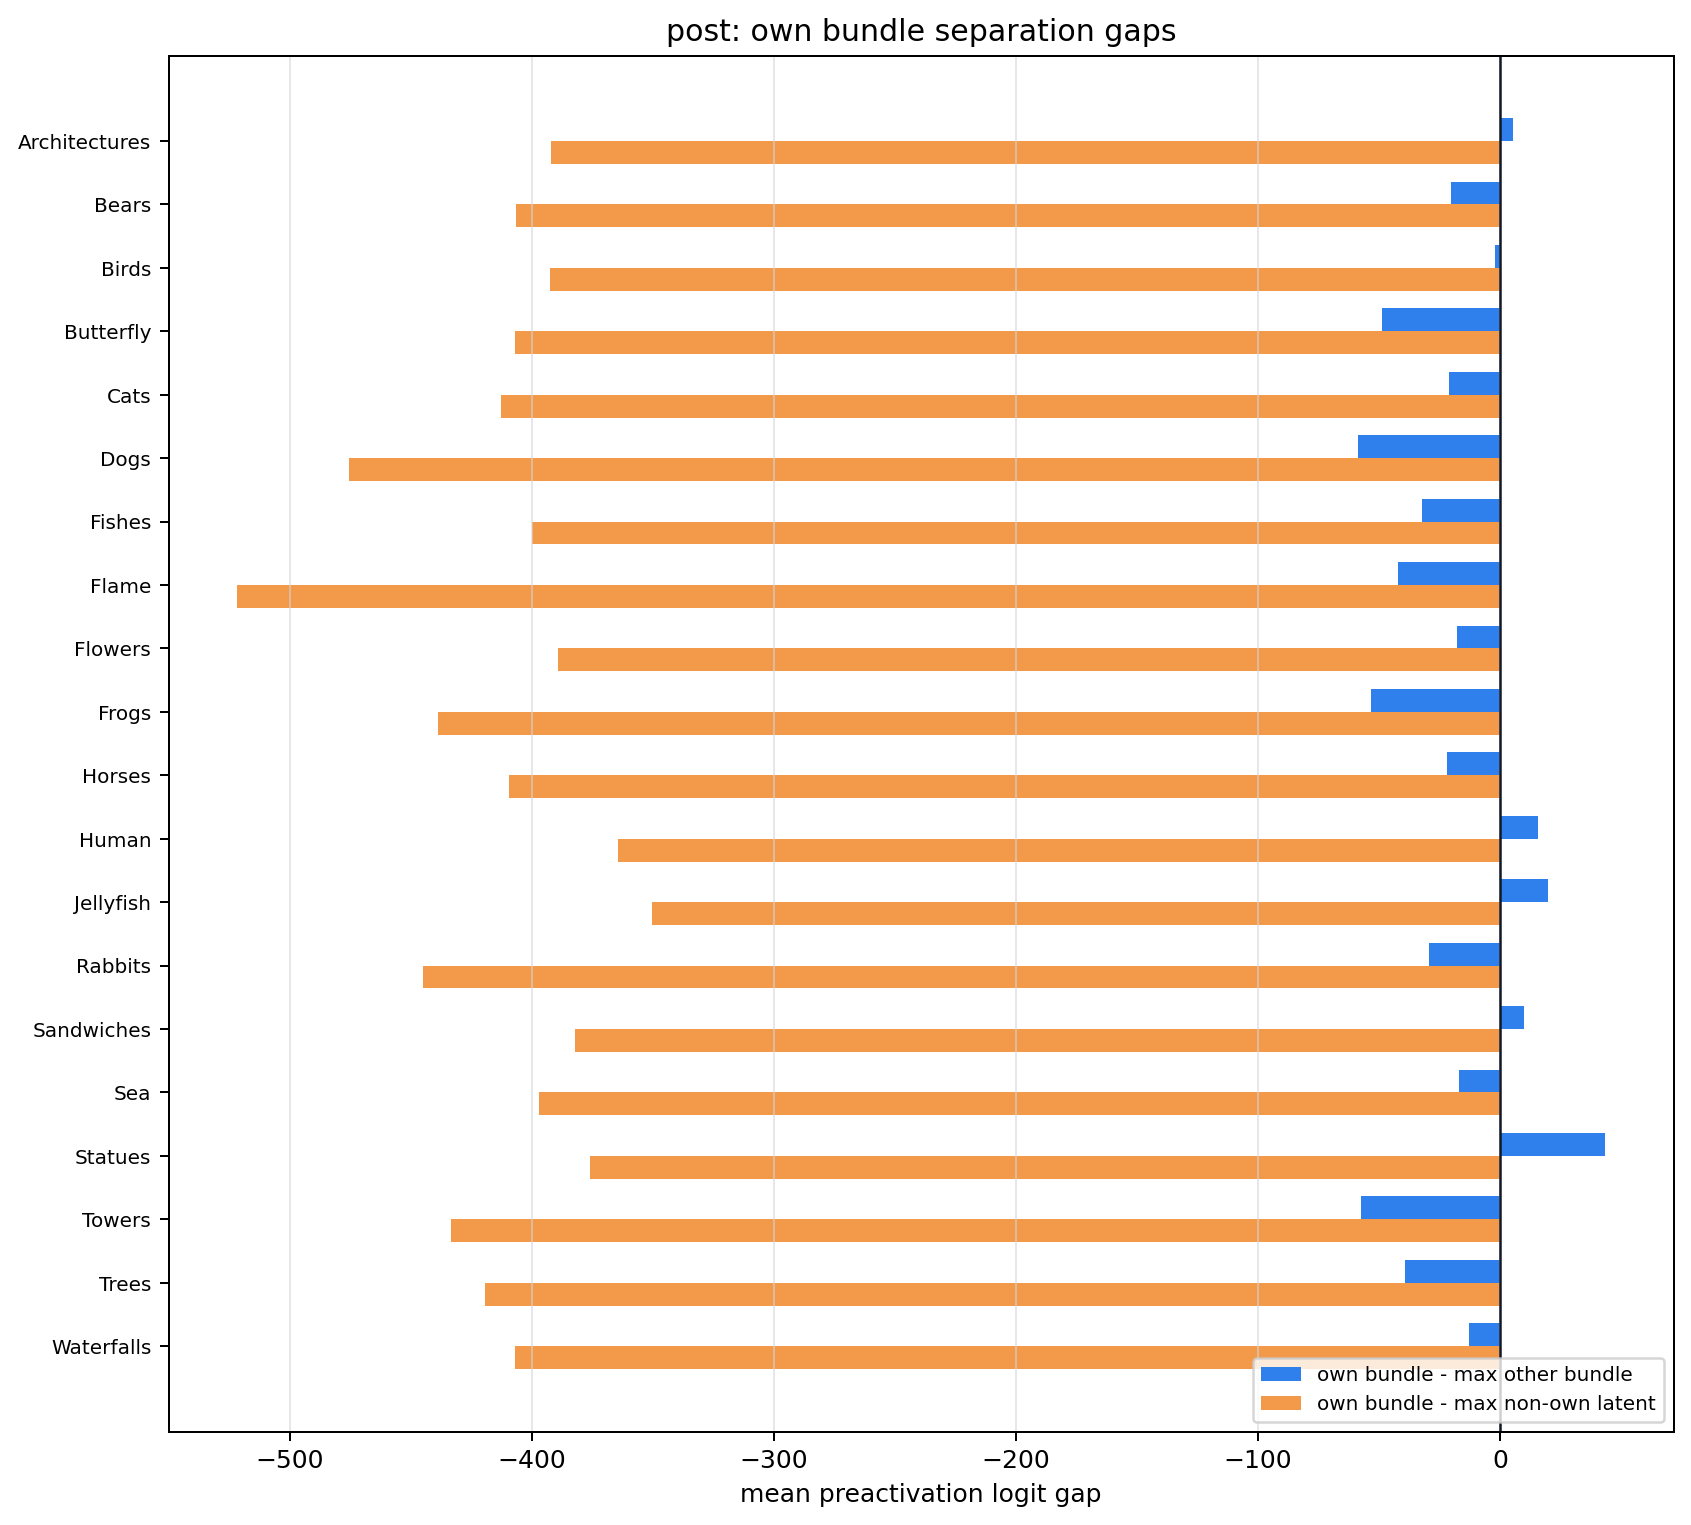 post: own bundle separation gaps
Architectures
Bears
Birds
Butterfly
Cats
Dogs
Fishes
Flame
Flowers
Frogs
Horses
Human
Jellyfish
Rabbits
Sandwiches
Sea
Statues
Towers
Trees
Waterfalls
own bundle - max other bundle
own bundle - max non-own latent
−500 −400 −300 −200 −100 0
mean preactivation logit gap